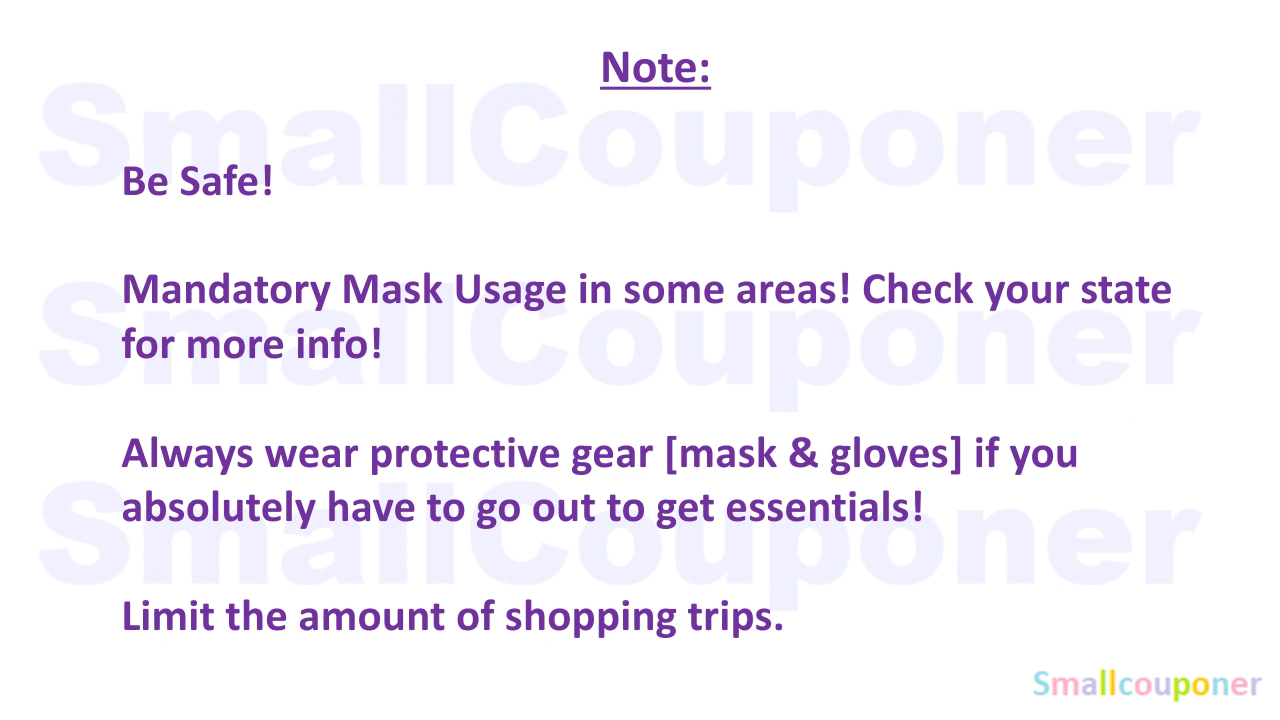 SmallCouponer
Note:
Be Safe!
SmallCouponer
Mandatory Mask Usage in some areas! Check your state
for more info!
Always wear protective gear [mask & gloves] if you
absolutely have to go out to get essentials!
SmallCouponer
Limit the amount of shopping trips.
Smallcouponer